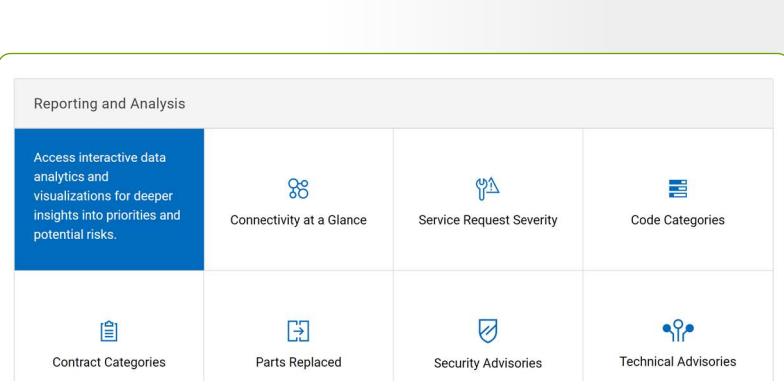 Reporting and Analysis
Access interactive data
analytics and
visualizations for deeper
insights into priorities and
potential risks.
Connectivity at a Glance
Service Request Severity
Code Categories
Contract Categories
Parts Replaced
Security Advisories
Technical Advisories